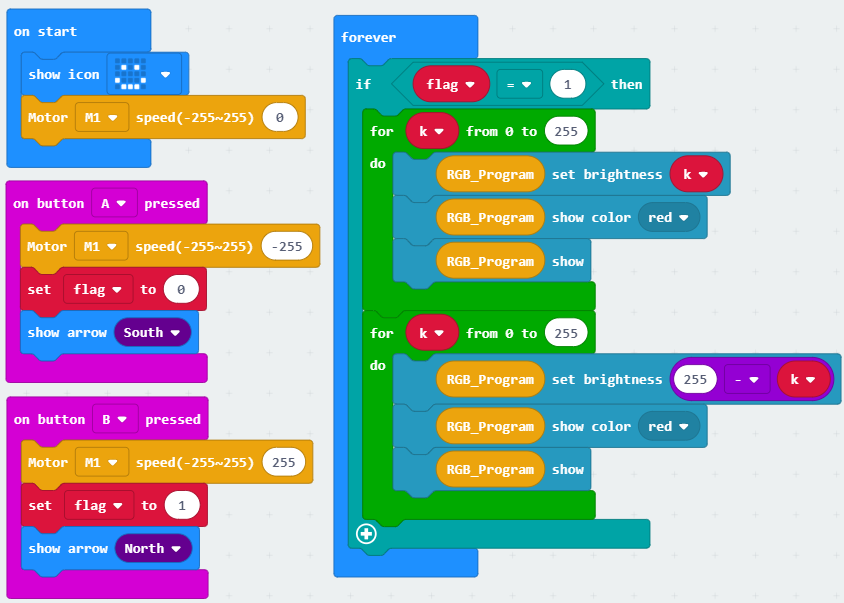 on start
show icon
Motor M1 speed(-255~255) 0
on button A pressed
Motor M1 speed(-255~255) -255
set flag to 0
show arrow South
on button B pressed
Motor M1 speed(-255~255) 255
set flag to 1
show arrow North
forever
if flag = 1 then
for k from 0 to 255
do
RGB_Program set brightness k
RGB_Program show color red
RGB_Program show
for k from 0 to 255
do
RGB_Program set brightness 255 - k
RGB_Program show color red
RGB_Program show